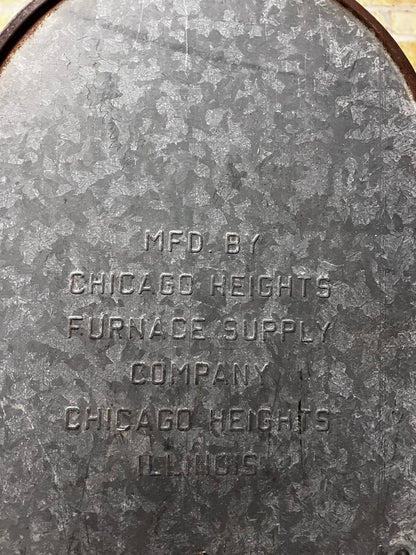 MFD. BY
CHICAGO HEIGHTS
FURNACE SUPPLY
COMPANY
CHICAGO HEIGHTS
ILLINOIS